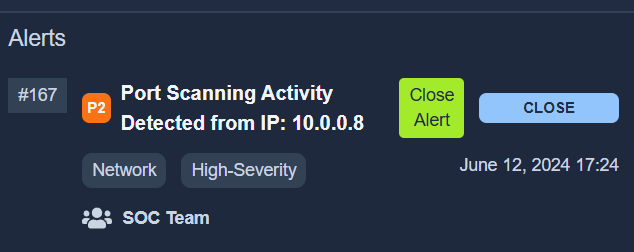 Alerts
#167
P2
Port Scanning Activity
Detected from IP: 10.0.0.8
Close
Alert
CLOSE
Network
High-Severity
June 12, 2024 17:24
SOC Team